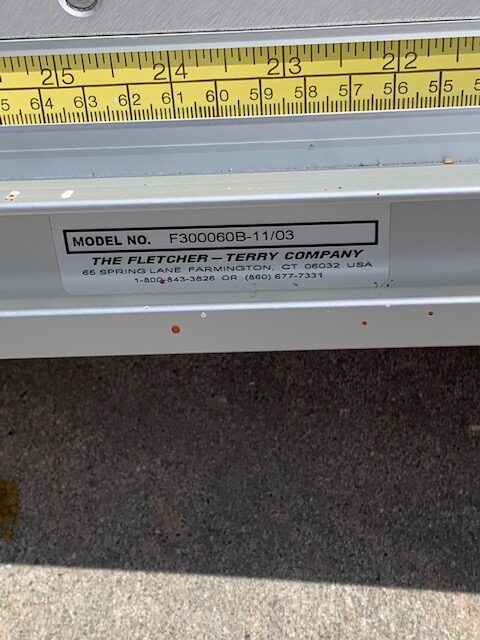 25 24 23 22
5 64 63 62 61 60 59 58 57 56 55 5
MODEL NO. F300060B-11/03
THE FLETCHER–TERRY COMPANY
65 SPRING LANE FARMINGTON, CT 06032 USA
1-800-843-3826 OR (860) 677-7331